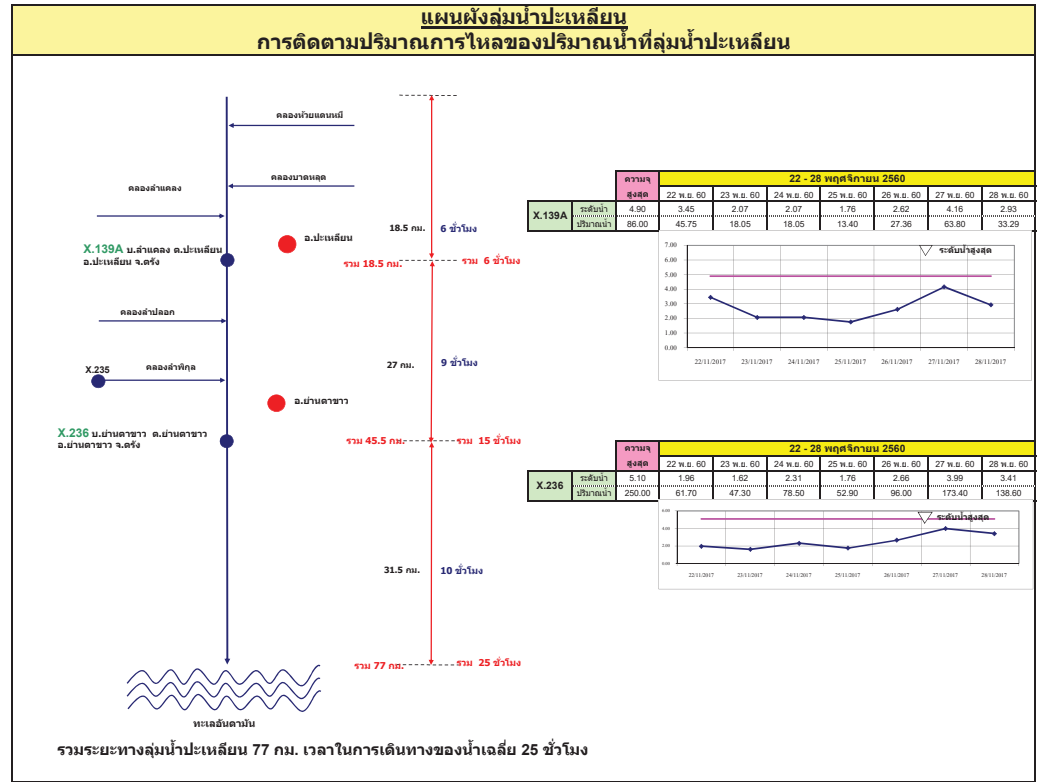 แผนผังลุ่มน้ำปะเหลียน
การติดตามปริมาณการไหลของปริมาณน้ำที่ลุ่มน้ำปะเหลียน
คลองห้วยแดนหมี
คลองบาดหลุด
คลองลำแคลง
18.5 กม. 6 ชั่วโมง
อ.ปะเหลียน
X.139A บ.ลำแคลง ต.ปะเหลียน
อ.ปะเหลียน จ.ตรัง
รวม 18.5 กม. รวม 6 ชั่วโมง
คลองลำปลอก
27 กม. 9 ชั่วโมง
X.235 คลองลำพิกุล
อ.ย่านตาขาว
X.236 บ.ย่านตาขาว ต.ย่านตาขาว
อ.ย่านตาขาว จ.ตรัง
รวม 45.5 กม. รวม 15 ชั่วโมง
31.5 กม. 10 ชั่วโมง
รวม 77 กม. รวม 25 ชั่วโมง
ทะเลอันดามัน
รวมระยะทางลุ่มน้ำปะเหลียน 77 กม. เวลาในการเดินทางของน้ำเฉลี่ย 25 ชั่วโมง
ความจุ 22 - 28 พฤศจิกายน 2560
สูงสุด 22 พ.ย. 60 23 พ.ย. 60 24 พ.ย. 60 25 พ.ย. 60 26 พ.ย. 60 27 พ.ย. 60 28 พ.ย. 60
X.139A ระดับน้ำ 4.90 3.45 2.07 2.07 1.76 2.62 4.16 2.93
ปริมาณน้ำ 86.00 45.75 18.05 18.05 13.40 27.36 63.80 33.29
ระดับน้ำสูงสุด
7.00
6.00
5.00
4.00
3.00
2.00
1.00
0.00
22/11/2017 23/11/2017 24/11/2017 25/11/2017 26/11/2017 27/11/2017 28/11/2017
ความจุ 22 - 28 พฤศจิกายน 2560
สูงสุด 22 พ.ย. 60 23 พ.ย. 60 24 พ.ย. 60 25 พ.ย. 60 26 พ.ย. 60 27 พ.ย. 60 28 พ.ย. 60
X.236 ระดับน้ำ 5.10 1.96 1.62 2.31 1.76 2.66 3.99 3.41
ปริมาณน้ำ 250.00 61.70 47.30 78.50 52.90 96.00 173.40 138.60
ระดับน้ำสูงสุด
6.00
4.00
2.00
0.00
22/11/2017 23/11/2017 24/11/2017 25/11/2017 26/11/2017 27/11/2017 28/11/2017